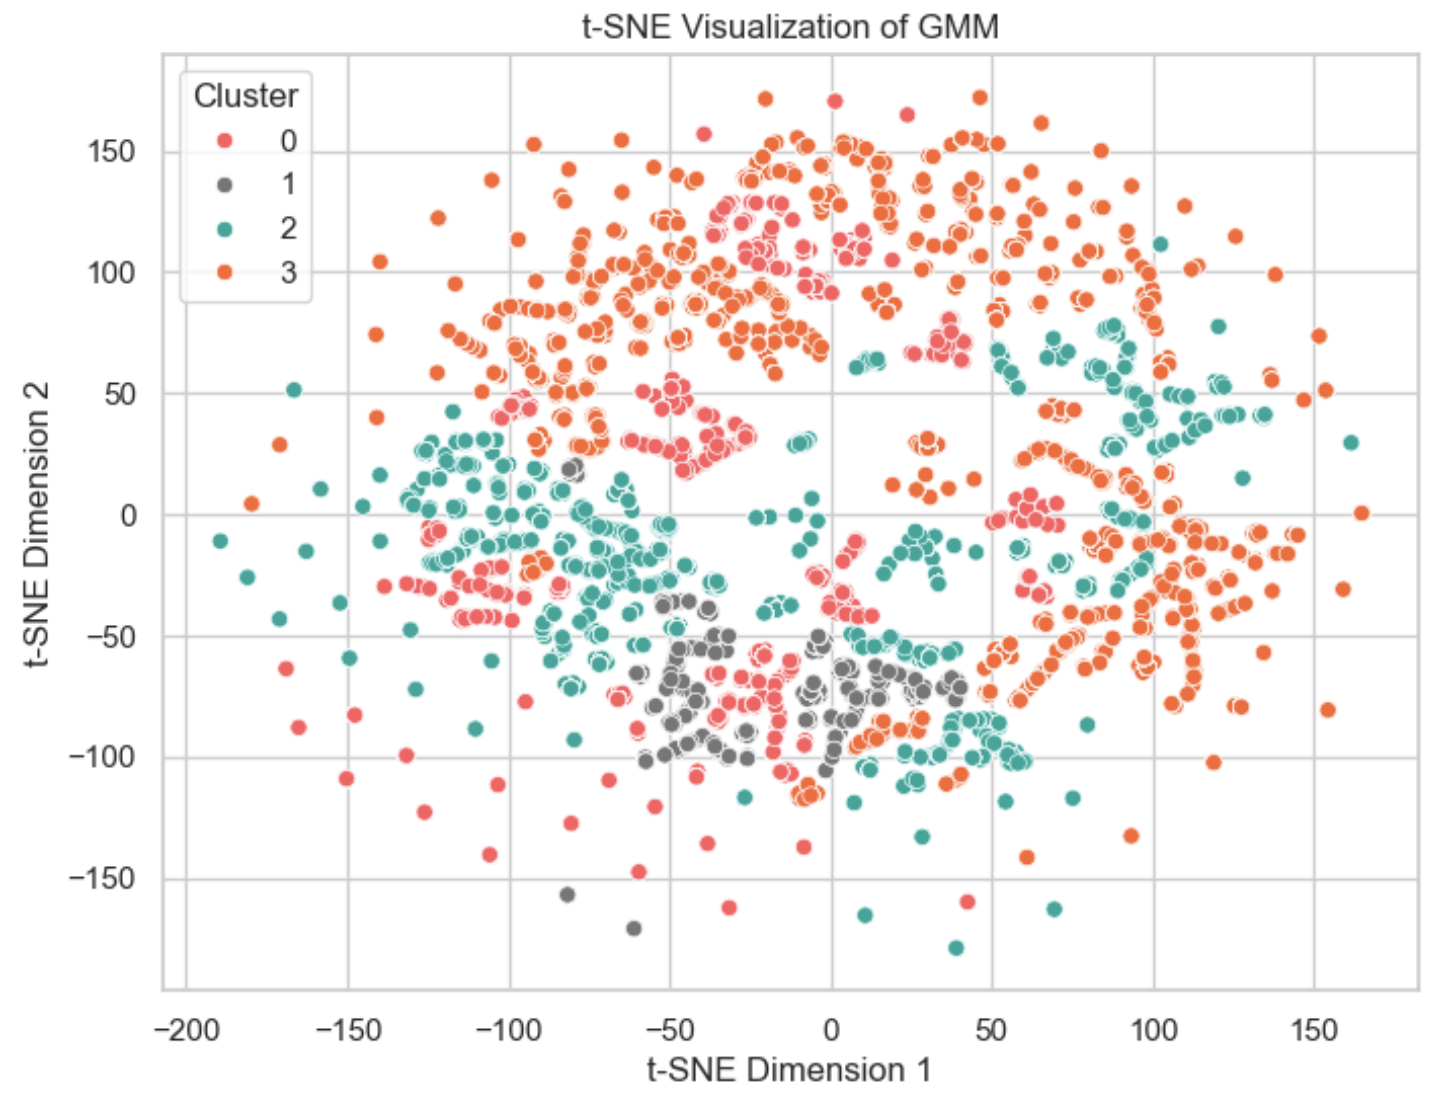 t-SNE Visualization of GMM
Cluster
0
1
2
3
150
100
50
0
−50
−100
−150
t-SNE Dimension 2
−200 −150 −100 −50 0 50 100 150
t-SNE Dimension 1